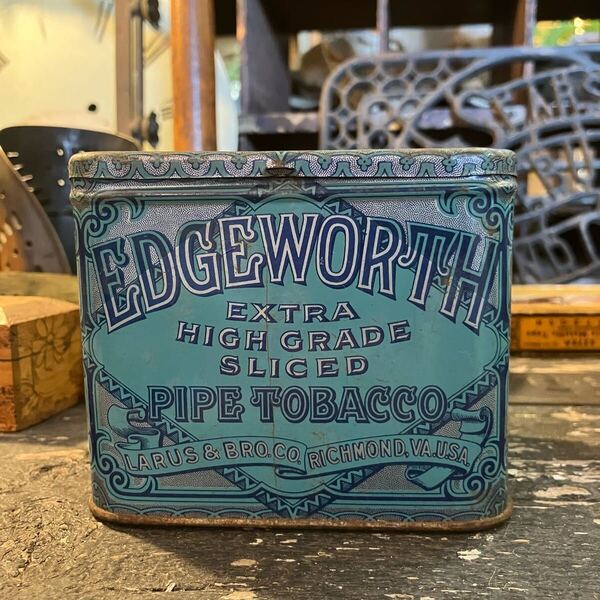 EDGEWORTH
EXTRA
HIGH GRADE
SLICED
PIPE TOBACCO
LARUS & BRO. CO. RICHMOND, VA. U.S.A.